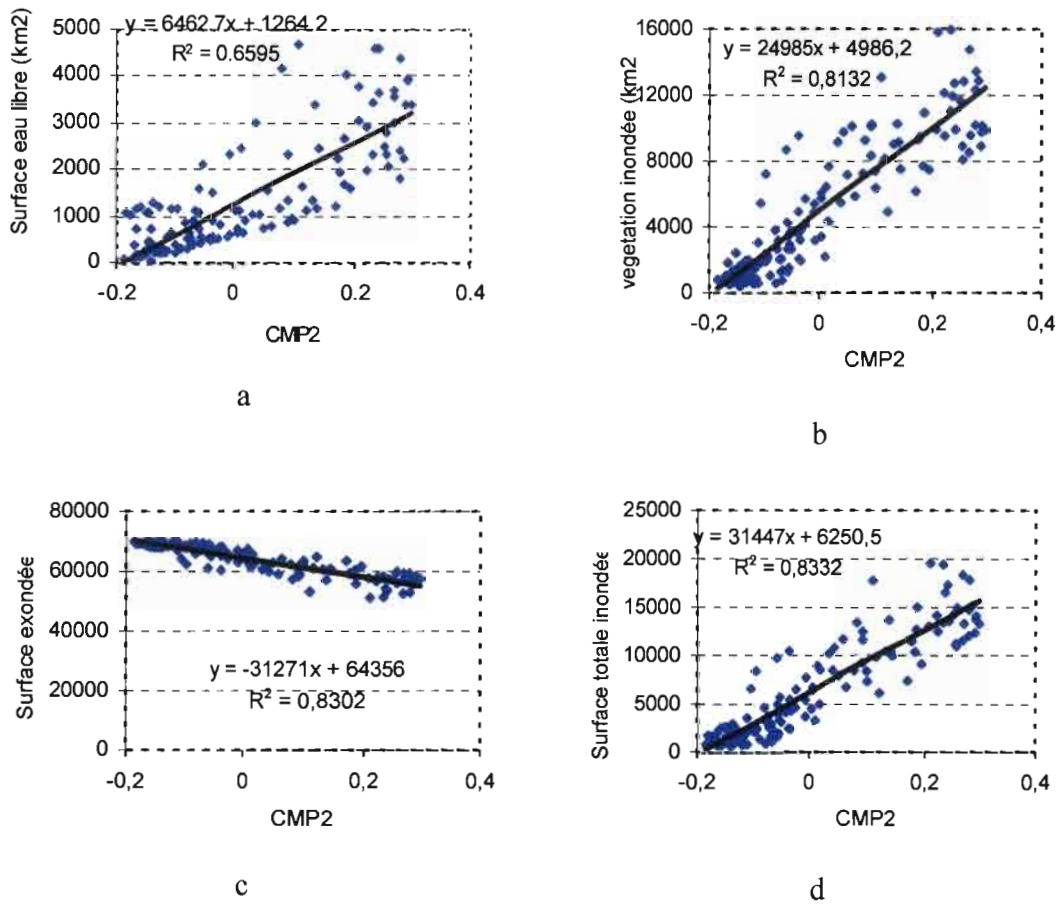 y = 6462.7x + 1264.2
R² = 0.6595
Surface eau libre (km2)
5000
4000
3000
2000
1000
0
-0.2
0
0.2
0.4
CMP2
a
y = 24985x + 4986,2
R² = 0,8132
vegetation inondée (km2
16000
12000
8000
4000
0
-0,2
0
0,2
0,4
CMP2
b
Surface exondée
80000
60000
40000
20000
0
y = -31271x + 64356
R² = 0,8302
-0,2
0
0,2
0,4
CMP2
c
Surface totale inondée
25000
20000
15000
10000
5000
0
y = 31447x + 6250,5
R² = 0,8332
-0,2
0
0,2
0,4
CMP2
d